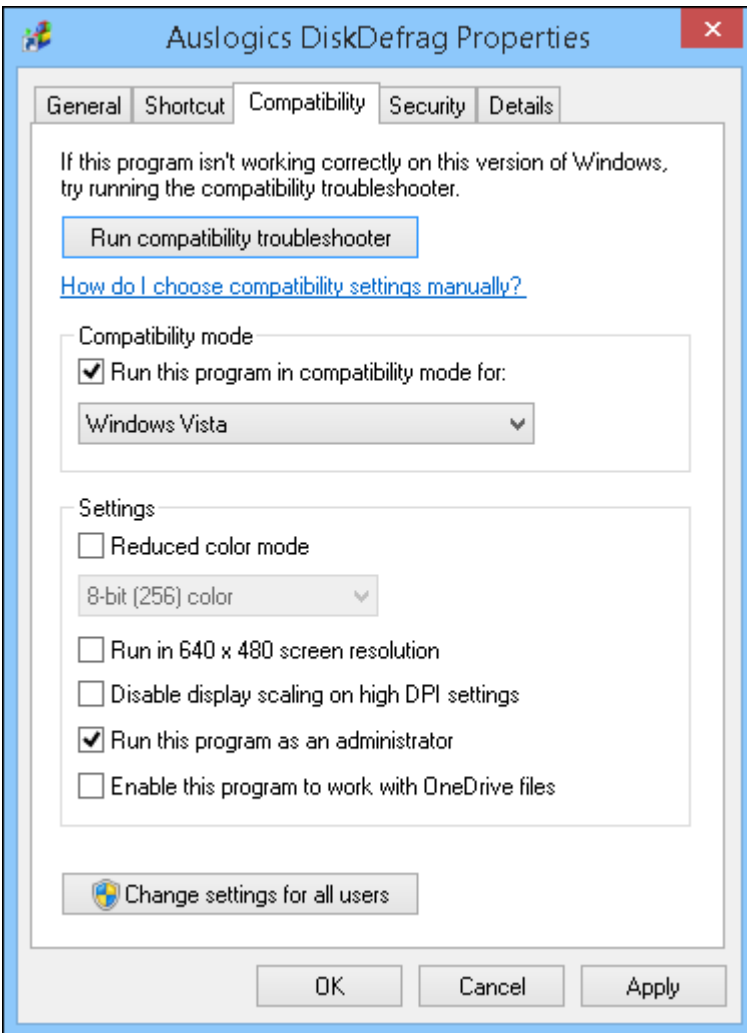 Auslogics DiskDefrag Properties
General Shortcut Compatibility Security Details
If this program isn't working correctly on this version of Windows,
try running the compatibility troubleshooter.
Run compatibility troubleshooter
How do I choose compatibility settings manually?
Compatibility mode
Run this program in compatibility mode for:
Windows Vista
Settings
Reduced color mode
8-bit (256) color
Run in 640 x 480 screen resolution
Disable display scaling on high DPI settings
Run this program as an administrator
Enable this program to work with OneDrive files
Change settings for all users
OK Cancel Apply